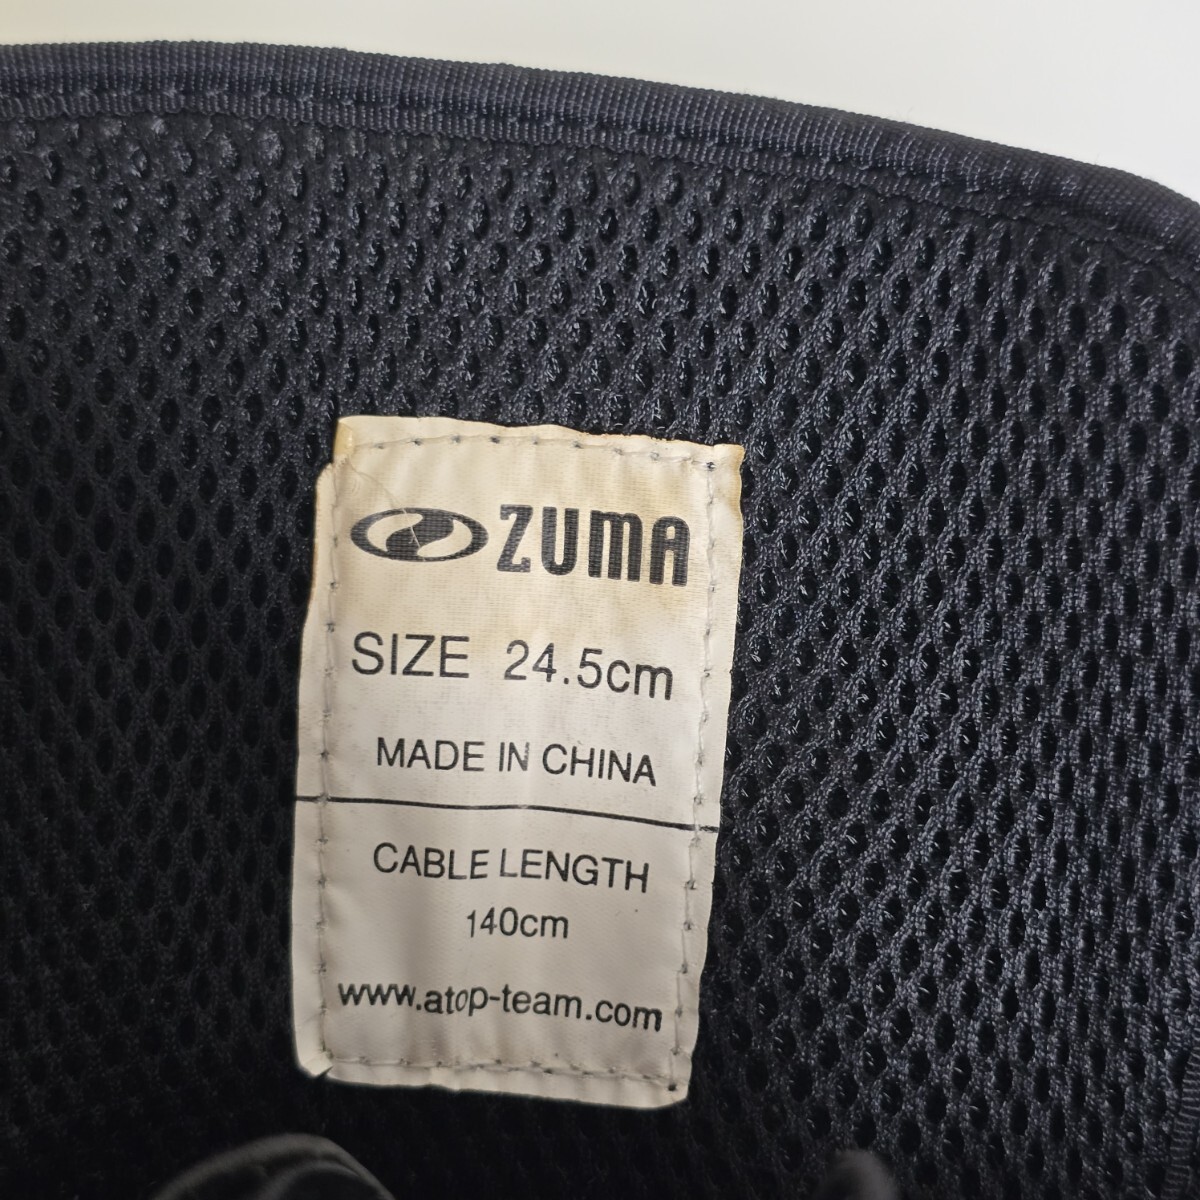 ZUMA
SIZE 24.5cm
MADE IN CHINA
CABLE LENGTH
140cm
www.atop-team.com